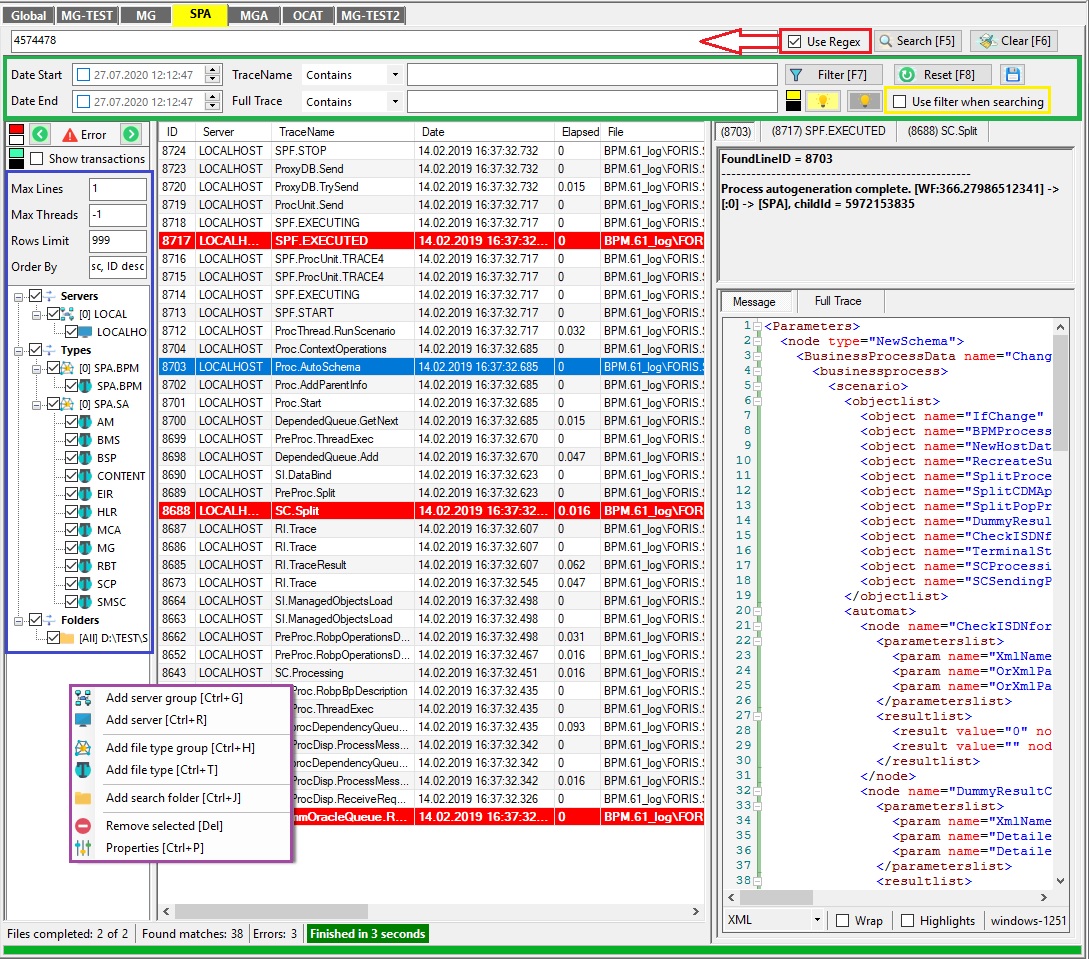 Global MG-TEST MG SPA MGA OCAT MG-TEST2
4574478 Use Regex Search [F5] Clear [F6]
Date Start 27.07.2020 12:12:47 TraceName Contains Filter [F7] Reset [F8]
Date End 27.07.2020 12:12:47 Full Trace Contains Use filter when searching
Error
Show transactions
Max Lines 1
Max Threads -1
Rows Limit 999
Order By sc, ID desc
Servers
[0] LOCAL
LOCALHO
Types
[0] SPA.BPM
SPA.BPM
[0] SPA.SA
AM
BMS
BSP
CONTENT
EIR
HLR
MCA
MG
RBT
SCP
SMSC
Folders
[All] D:\TEST\S
Add server group [Ctrl+G]
Add server [Ctrl+R]
Add file type group [Ctrl+H]
Add file type [Ctrl+T]
Add search folder [Ctrl+J]
Remove selected [Del]
Properties [Ctrl+P]
ID Server TraceName Date Elapsed File
8724 LOCALHOST SPF.STOP 14.02.2019 16:37:32.732 0 BPM.61_log\FORIS.
8723 LOCALHOST ProxyDB.Send 14.02.2019 16:37:32.732 0 BPM.61_log\FORIS.
8720 LOCALHOST ProxyDB.TrySend 14.02.2019 16:37:32.732 0.015 BPM.61_log\FORIS.
8719 LOCALHOST ProcUnit.Send 14.02.2019 16:37:32.717 0 BPM.61_log\FORIS.
8718 LOCALHOST SPF.EXECUTING 14.02.2019 16:37:32.717 0 BPM.61_log\FORIS.
8717 LOCALH... SPF.EXECUTED 14.02.2019 16:37:32... 0 BPM.61_log\FOR
8716 LOCALHOST SPF.ProcUnit.TRACE4 14.02.2019 16:37:32.717 0 BPM.61_log\FORIS.
8715 LOCALHOST SPF.ProcUnit.TRACE4 14.02.2019 16:37:32.717 0 BPM.61_log\FORIS.
8714 LOCALHOST SPF.EXECUTING 14.02.2019 16:37:32.717 0 BPM.61_log\FORIS.
8713 LOCALHOST SPF.START 14.02.2019 16:37:32.717 0 BPM.61_log\FORIS.
8712 LOCALHOST ProcThread.RunScenario 14.02.2019 16:37:32.717 0.032 BPM.61_log\FORIS.
8704 LOCALHOST Proc.ContextOperations 14.02.2019 16:37:32.685 0 BPM.61_log\FORIS.
8703 LOCALHOST Proc.AutoSchema 14.02.2019 16:37:32.685 0 BPM.61_log\FORIS.
8702 LOCALHOST Proc.AddParentInfo 14.02.2019 16:37:32.685 0 BPM.61_log\FORIS.
8701 LOCALHOST Proc.Start 14.02.2019 16:37:32.685 0 BPM.61_log\FORIS.
8700 LOCALHOST DependedQueue.GetNext 14.02.2019 16:37:32.685 0.015 BPM.61_log\FORIS.
8699 LOCALHOST PreProc.ThreadExec 14.02.2019 16:37:32.670 0 BPM.61_log\FORIS.
8698 LOCALHOST DependedQueue.Add 14.02.2019 16:37:32.670 0.047 BPM.61_log\FORIS.
8690 LOCALHOST SI.DataBind 14.02.2019 16:37:32.623 0 BPM.61_log\FORIS.
8689 LOCALHOST PreProc.Split 14.02.2019 16:37:32.623 0 BPM.61_log\FORIS.
8688 LOCALH... SC.Split 14.02.2019 16:37:32... 0.016 BPM.61_log\FOR
8687 LOCALHOST RI.Trace 14.02.2019 16:37:32.607 0 BPM.61_log\FORIS.
8686 LOCALHOST RI.Trace 14.02.2019 16:37:32.607 0 BPM.61_log\FORIS.
8685 LOCALHOST RI.TraceResult 14.02.2019 16:37:32.607 0.062 BPM.61_log\FORIS.
8673 LOCALHOST RI.Trace 14.02.2019 16:37:32.545 0.047 BPM.61_log\FORIS.
8664 LOCALHOST SI.ManagedObjectsLoad 14.02.2019 16:37:32.498 0 BPM.61_log\FORIS.
8663 LOCALHOST SI.ManagedObjectsLoad 14.02.2019 16:37:32.498 0 BPM.61_log\FORIS.
8662 LOCALHOST PreProc.RobpOperationsD... 14.02.2019 16:37:32.498 0.031 BPM.61_log\FORIS.
8652 LOCALHOST PreProc.RobpOperationsD... 14.02.2019 16:37:32.467 0.016 BPM.61_log\FORIS.
8643 LOCALHOST SC.Processing 14.02.2019 16:37:32.451 0.016 BPM.61_log\FORIS.
Proc.RobpBpDescription 14.02.2019 16:37:32.435 0 BPM.61_log\FORIS.
Proc.ThreadExec 14.02.2019 16:37:32.435 0 BPM.61_log\FORIS.
procDependencyQueu... 14.02.2019 16:37:32.435 0.093 BPM.61_log\FORIS.
ProcDisp.ProcessMess... 14.02.2019 16:37:32.342 0 BPM.61_log\FORIS.
procDependencyQueu... 14.02.2019 16:37:32.342 0 BPM.61_log\FORIS.
ProcDisp.ProcessMess... 14.02.2019 16:37:32.342 0.016 BPM.61_log\FORIS.
ProcDisp.ReceiveReq... 14.02.2019 16:37:32.326 0 BPM.61_log\FORIS.
mmOracleQueue.R... 14.02.2019 16:37:32... 0 BPM.61_log\FOR
(8703) (8717) SPF.EXECUTED (8688) SC.Split
FoundLineID = 8703
-------------------------------------------------
Process autogeneration complete. [WF:366.27986512341] ->
[:0] -> [SPA], childId = 5972153835
Message Full Trace
1 <Parameters>
2 <node type="NewSchema">
3 <BusinessProcessData name="Chang
4 <businessprocess>
5 <scenario>
6 <objectlist>
7 <object name="IfChange"
8 <object name="BPMProcess
9 <object name="NewHostDat
10 <object name="RecreateSu
11 <object name="SplitProce
12 <object name="SplitCDMAp
13 <object name="SplitPopPr
14 <object name="DummyResul
15 <object name="CheckISDNf
16 <object name="TerminalSt
17 <object name="SCProcessi
18 <object name="SCSendingP
19 </objectlist>
20 <automat>
21 <node name="CheckISDNfor
22 <parameterslist>
23 <param name="XmlName
24 <param name="OrXmlPa
25 <param name="OrXmlPa
26 </parameterslist>
27 <resultlist>
28 <result value="0" no
29 <result value="" nod
30 </resultlist>
31 </node>
32 <node name="DummyResultC
33 <parameterslist>
34 <param name="XmlName
35 <param name="Detaile
36 <param name="Detaile
37 </parameterslist>
38 <resultlist>
XML Wrap Highlights windows-1251
Files completed: 2 of 2 Found matches: 38 Errors: 3 Finished in 3 seconds